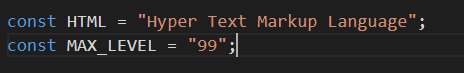 const HTML = "Hyper Text Markup Language";
const MAX_LEVEL = "99";